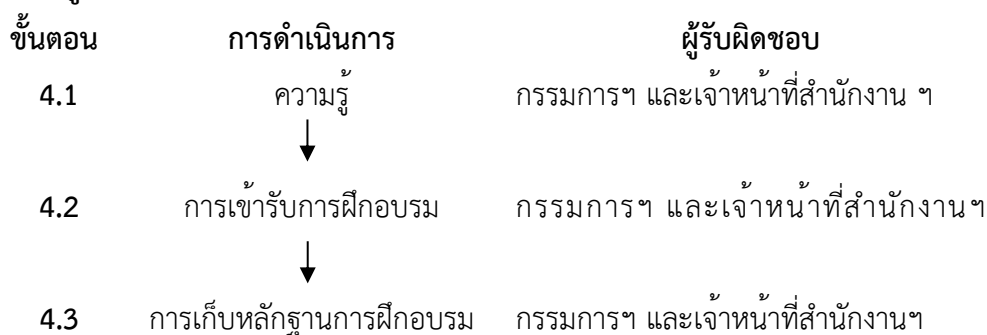 ขั้นตอน การดำเนินการ ผู้รับผิดชอบ
4.1 ความรู้ กรรมการฯ และเจ้าหน้าที่สำนักงาน ฯ
4.2 การเข้ารับการฝึกอบรม กรรมการฯ และเจ้าหน้าที่สำนักงานฯ
4.3 การเก็บหลักฐานการฝึกอบรม กรรมการฯ และเจ้าหน้าที่สำนักงานฯ